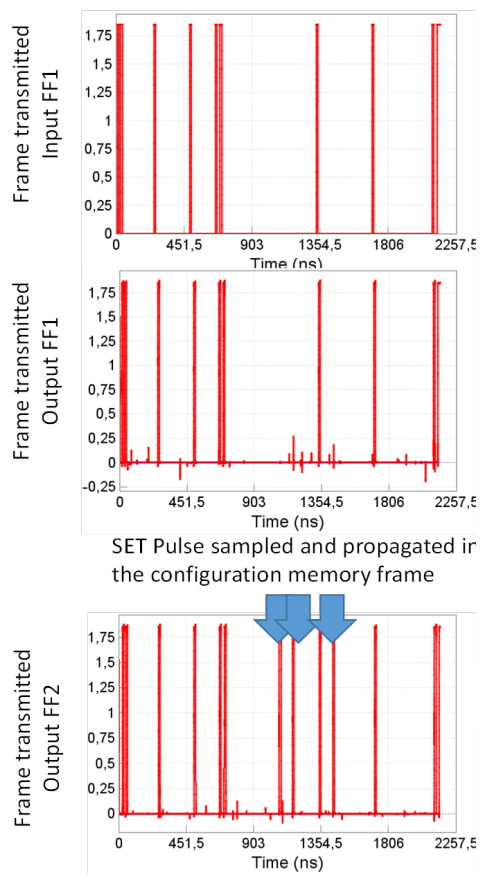 Frame transmitted
Input FF1
1,75
1,5
1,25
1
0,75
0,5
0,25
0
0 451,5 903 1354,5 1806 2257,5
Time (ns)
Frame transmitted
Output FF1
1,75
1,5
1,25
1
0,75
0,5
0,25
0
-0,25
0 451,5 903 1354,5 1806 2257,5
Time (ns)
SET Pulse sampled and propagated in
the configuration memory frame
Frame transmitted
Output FF2
1,75
1,5
1,25
1
0,75
0,5
0,25
0
0 451,5 903 1354,5 1806 2257,5
Time (ns)